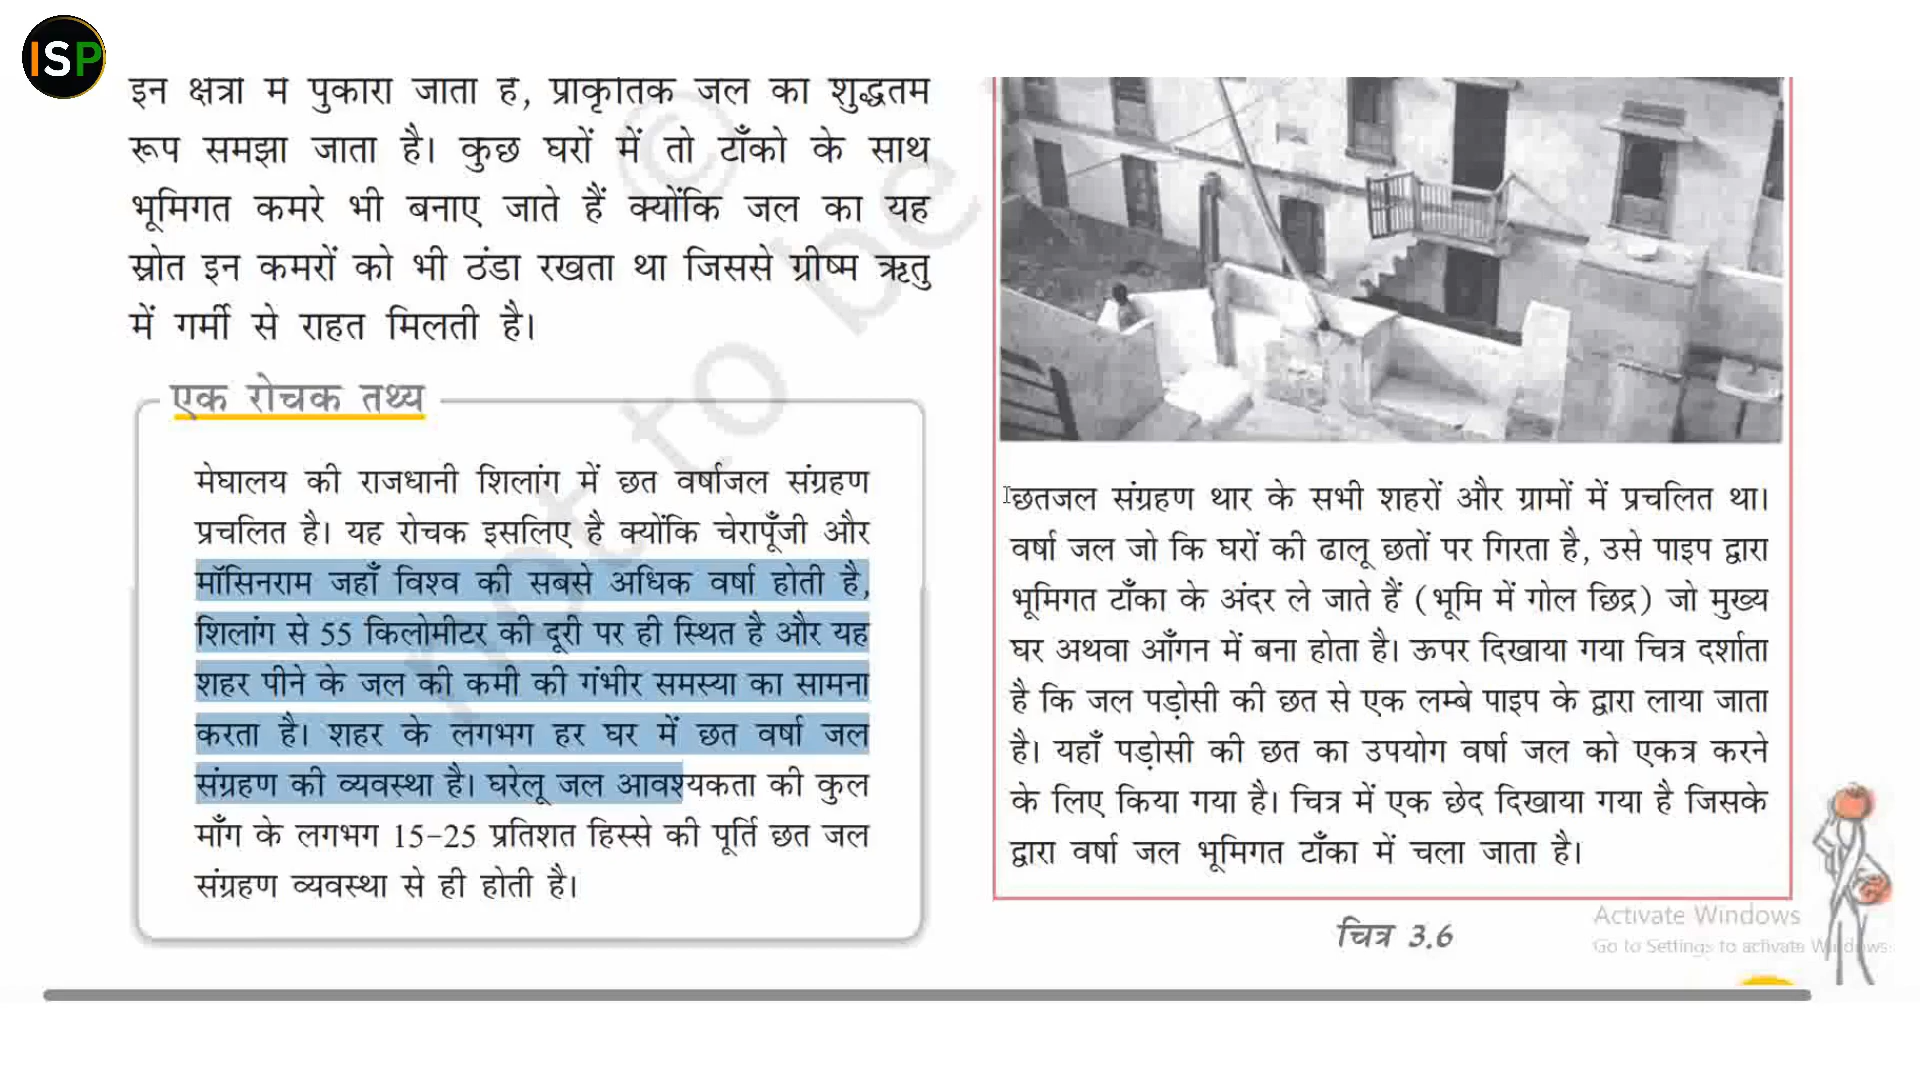 ISP
इन क्षेत्रों में पुकारा जाता है, प्राकृतिक जल का शुद्धतम
रूप समझा जाता है। कुछ घरों में तो टाँको के साथ
भूमिगत कमरे भी बनाए जाते हैं क्योंकि जल का यह
स्रोत इन कमरों को भी ठंडा रखता था जिससे ग्रीष्म ऋतु
में गर्मी से राहत मिलती है।
एक रोचक तथ्य
मेघालय की राजधानी शिलांग में छत वर्षाजल संग्रहण
प्रचलित है। यह रोचक इसलिए है क्योंकि चेरापूँजी और
मॉसिनराम जहाँ विश्व की सबसे अधिक वर्षा होती है,
शिलांग से 55 किलोमीटर की दूरी पर ही स्थित है और यह
शहर पीने के जल की कमी की गंभीर समस्या का सामना
करता है। शहर के लगभग हर घर में छत वर्षा जल
संग्रहण की व्यवस्था है। घरेलू जल आवश्यकता की कुल
माँग के लगभग 15-25 प्रतिशत हिस्से की पूर्ति छत जल
संग्रहण व्यवस्था से ही होती है।
छतजल संग्रहण थार के सभी शहरों और ग्रामों में प्रचलित था।
वर्षा जल जो कि घरों की ढालू छतों पर गिरता है, उसे पाइप द्वारा
भूमिगत टाँका के अंदर ले जाते हैं (भूमि में गोल छिद्र) जो मुख्य
घर अथवा आँगन में बना होता है। ऊपर दिखाया गया चित्र दर्शाता
है कि जल पड़ोसी की छत से एक लम्बे पाइप के द्वारा लाया जाता
है। यहाँ पड़ोसी की छत का उपयोग वर्षा जल को एकत्र करने
के लिए किया गया है। चित्र में एक छेद दिखाया गया है जिसके
द्वारा वर्षा जल भूमिगत टाँका में चला जाता है।
चित्र 3.6
Activate Windows
Go to Settings to activate Windows.
© 
not to be